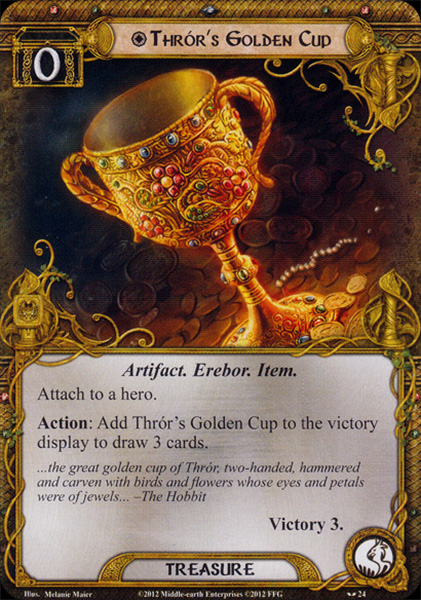 0
Thrór's Golden Cup
Artifact. Erebor. Item.
Attach to a hero.
Action: Add Thrór's Golden Cup to the victory
display to draw 3 cards.
...the great golden cup of Thrór, two-handed, hammered
and carven with birds and flowers whose eyes and petals
were of jewels... –The Hobbit
Victory 3.
TREASURE
Illus. Melanie Maier
©2012 Middle-earth Enterprises ©2012 FFG
24